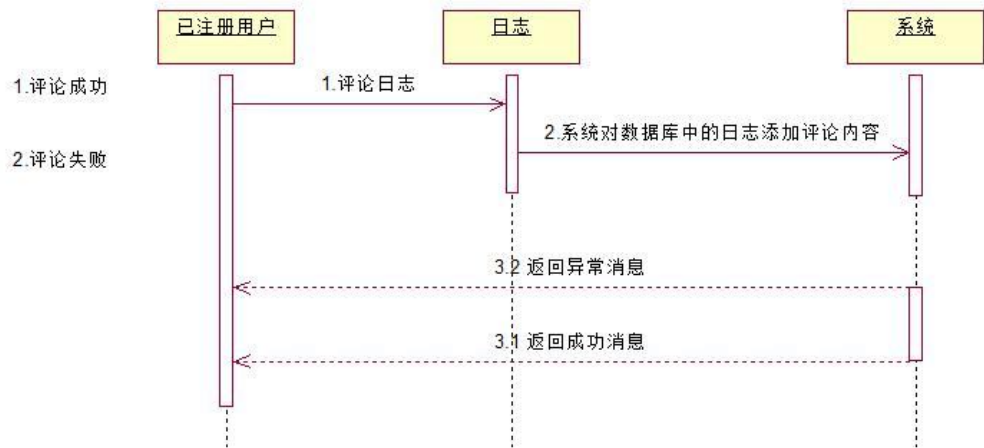 已注册用户
日志
系统
1.评论成功
1.评论日志
2.系统对数据库中的日志添加评论内容
2.评论失败
3.2 返回异常消息
3.1 返回成功消息